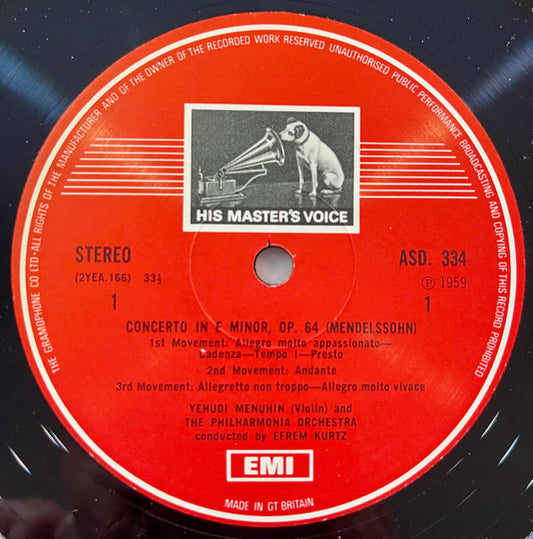 THE GRAMOPHONE CO LTD·ALL RIGHTS OF THE MANUFACTURER AND OF THE OWNER OF THE RECORDED WORK RESERVED UNAUTHORISED PUBLIC PERFORMANCE BROADCASTING AND COPYING OF THIS RECORD PROHIBITED
HIS MASTER'S VOICE
STEREO
ASD. 334
(2YEA.166) 33⅓
Ⓟ 1959
1
1
CONCERTO IN E MINOR, OP. 64 (MENDELSSOHN)
1st Movement: Allegro molto appassionato—
Cadenza—Tempo I—Presto
2nd Movement: Andante
3rd Movement: Allegretto non troppo—Allegro molto vivace
YEHUDI MENUHIN (Violin) and
THE PHILHARMONIA ORCHESTRA
conducted by EFREM KURTZ
EMI
MADE IN GT BRITAIN